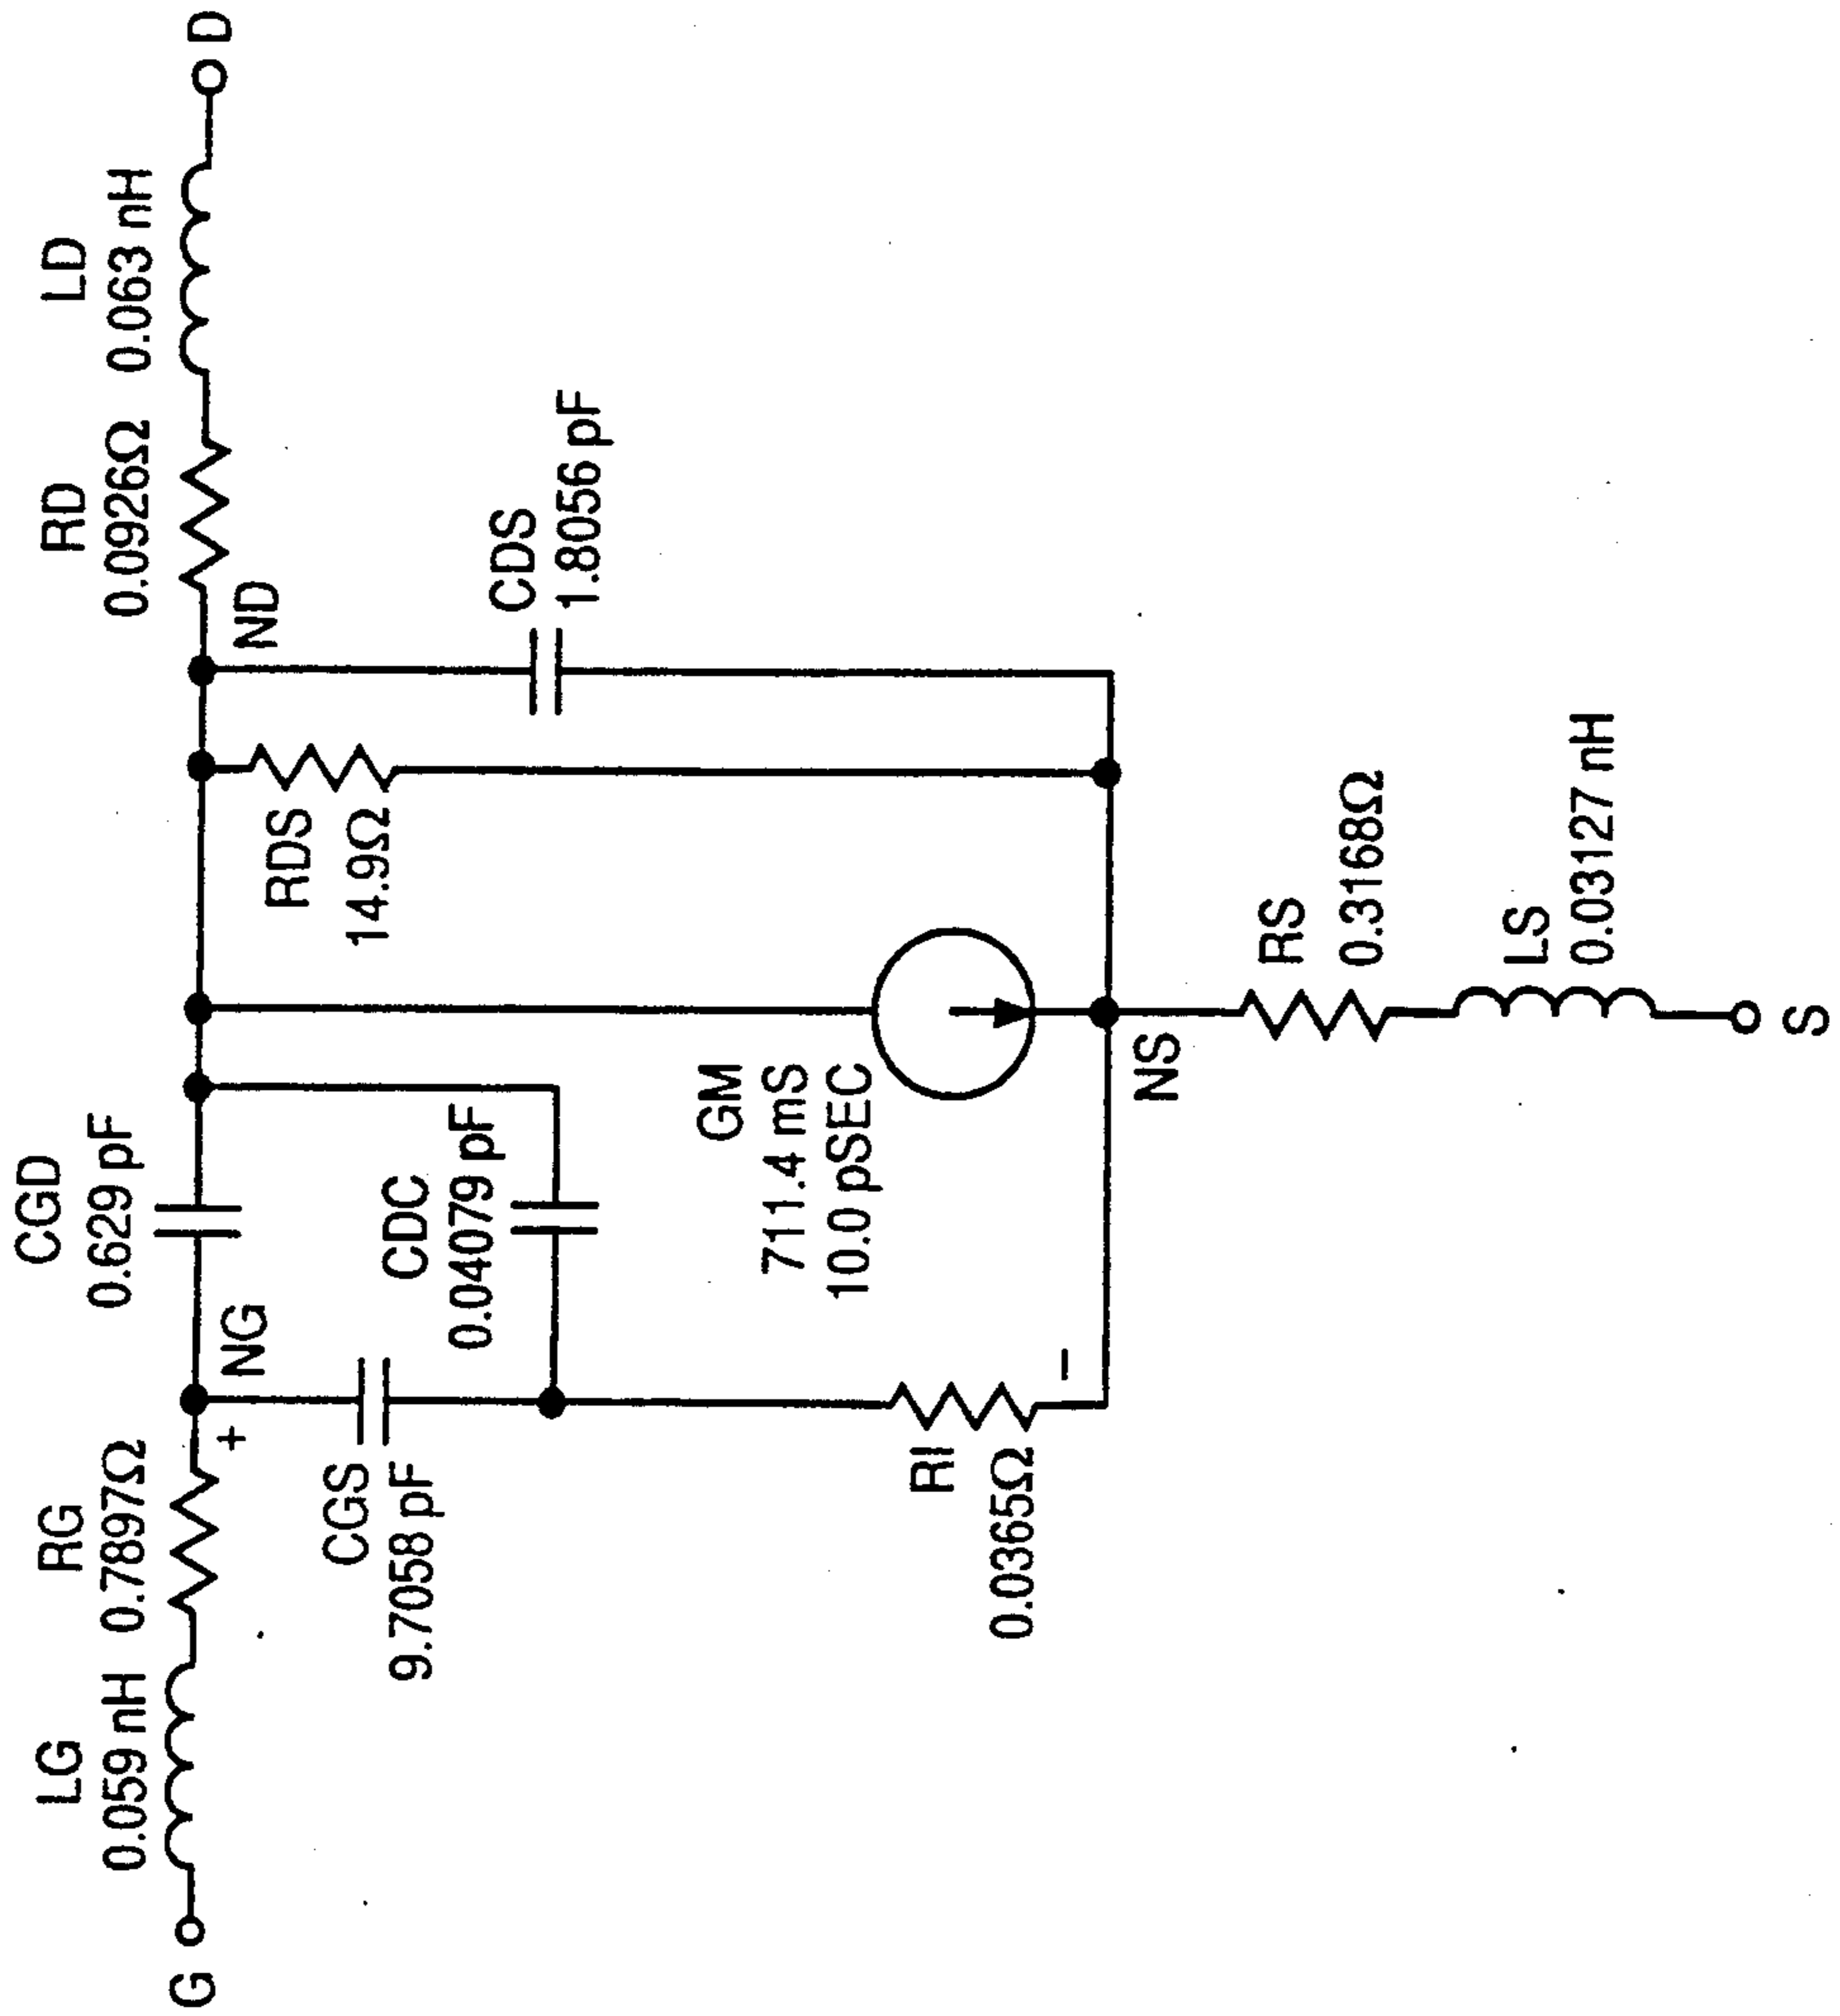 LG
0.059 nH
RG
0.7897Ω
CGD
0.629 pF
RD
0.0926Ω
LD
0.063 nH
G
D
+
NG
ND
CGS
9.7058 pF
CDC
0.04079 pF
RDS
14.9Ω
CDS
1.8056 pF
GM
711.4 mS
10.0 pSEC
RI
0.0365Ω
−
NS
RS
0.3168Ω
LS
0.03127 nH
S